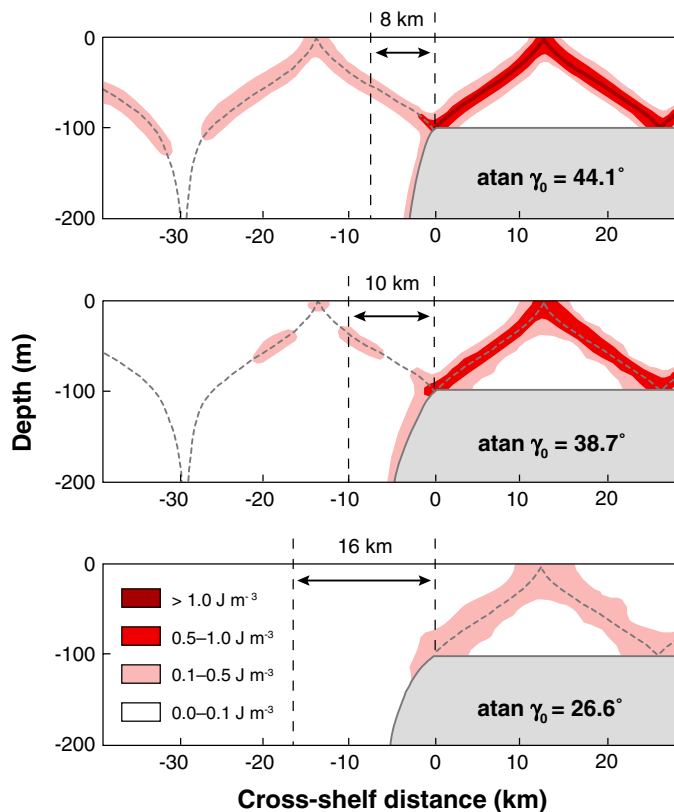 8 km
0
-100
-200
atan γ₀ = 44.1°
-30 -20 -10 0 10 20
10 km
0
-100
-200
atan γ₀ = 38.7°
-30 -20 -10 0 10 20
Depth (m)
16 km
0
-100
-200
> 1.0 J m⁻³
0.5–1.0 J m⁻³
0.1–0.5 J m⁻³
0.0–0.1 J m⁻³
atan γ₀ = 26.6°
-30 -20 -10 0 10 20
Cross-shelf distance (km)